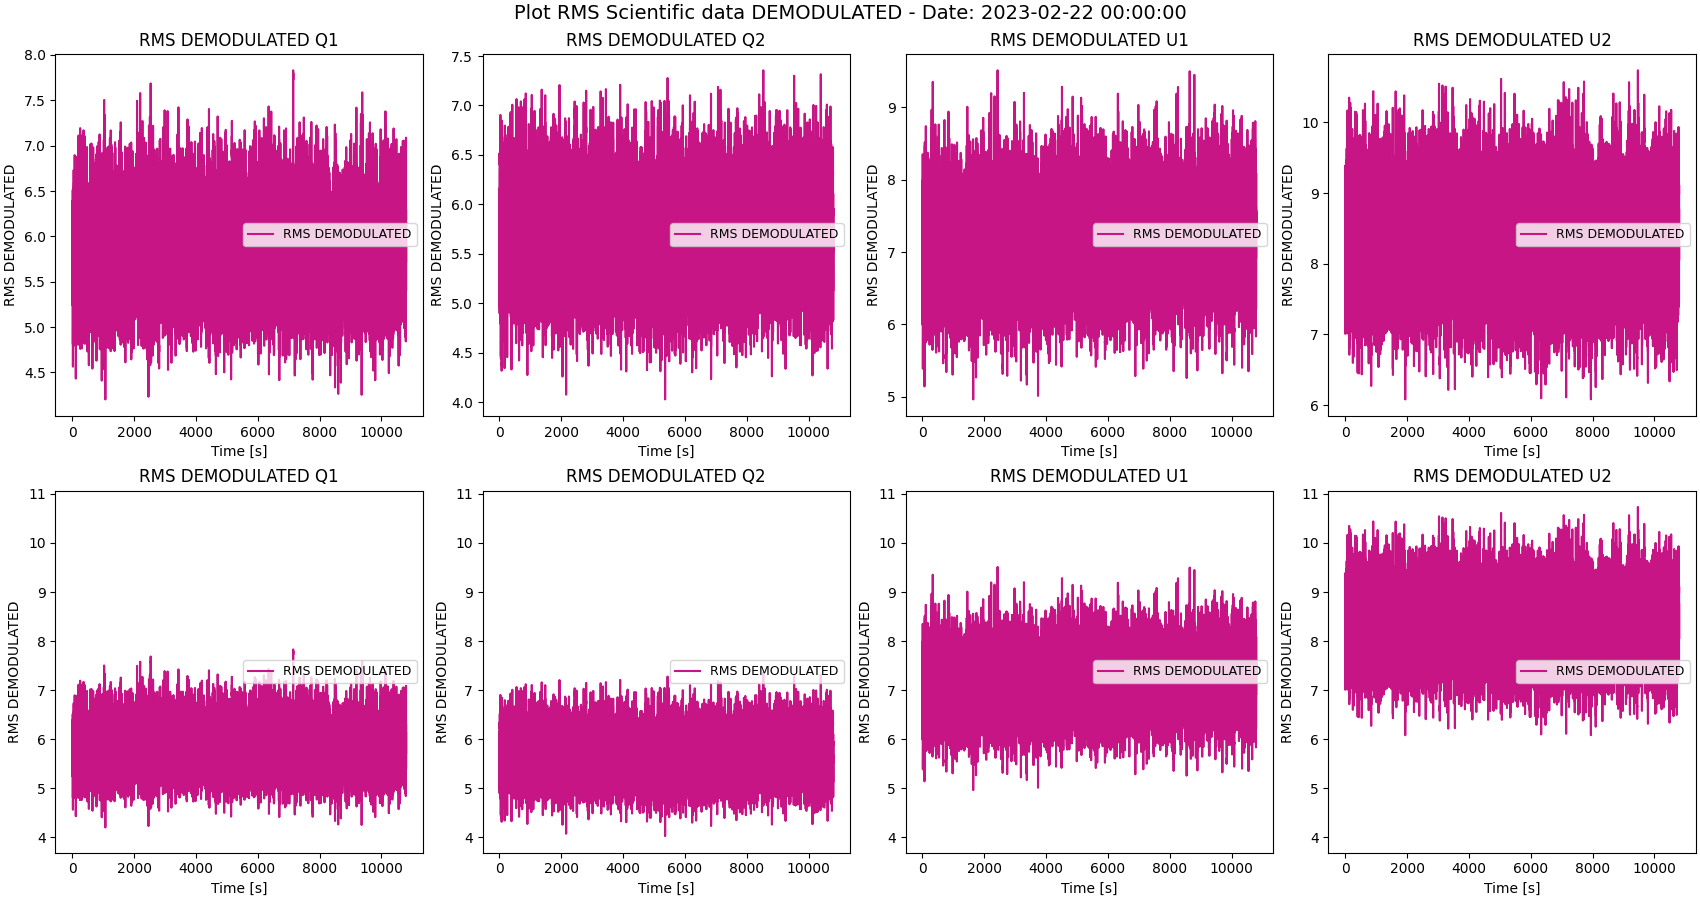 Plot RMS Scientific data DEMODULATED - Date: 2023-02-22 00:00:00
RMS DEMODULATED Q1
RMS DEMODULATED
8.0
7.5
7.0
6.5
6.0
5.5
5.0
4.5
RMS DEMODULATED
0 2000 4000 6000 8000 10000
Time [s]
RMS DEMODULATED Q2
RMS DEMODULATED
7.5
7.0
6.5
6.0
5.5
5.0
4.5
4.0
RMS DEMODULATED
0 2000 4000 6000 8000 10000
Time [s]
RMS DEMODULATED U1
RMS DEMODULATED
9
8
7
6
5
RMS DEMODULATED
0 2000 4000 6000 8000 10000
Time [s]
RMS DEMODULATED U2
RMS DEMODULATED
10
9
8
7
6
RMS DEMODULATED
0 2000 4000 6000 8000 10000
Time [s]
RMS DEMODULATED Q1
RMS DEMODULATED
11
10
9
8
7
6
5
4
RMS DEMODULATED
0 2000 4000 6000 8000 10000
Time [s]
RMS DEMODULATED Q2
RMS DEMODULATED
11
10
9
8
7
6
5
4
RMS DEMODULATED
0 2000 4000 6000 8000 10000
Time [s]
RMS DEMODULATED U1
RMS DEMODULATED
11
10
9
8
7
6
5
4
RMS DEMODULATED
0 2000 4000 6000 8000 10000
Time [s]
RMS DEMODULATED U2
RMS DEMODULATED
11
10
9
8
7
6
5
4
RMS DEMODULATED
0 2000 4000 6000 8000 10000
Time [s]